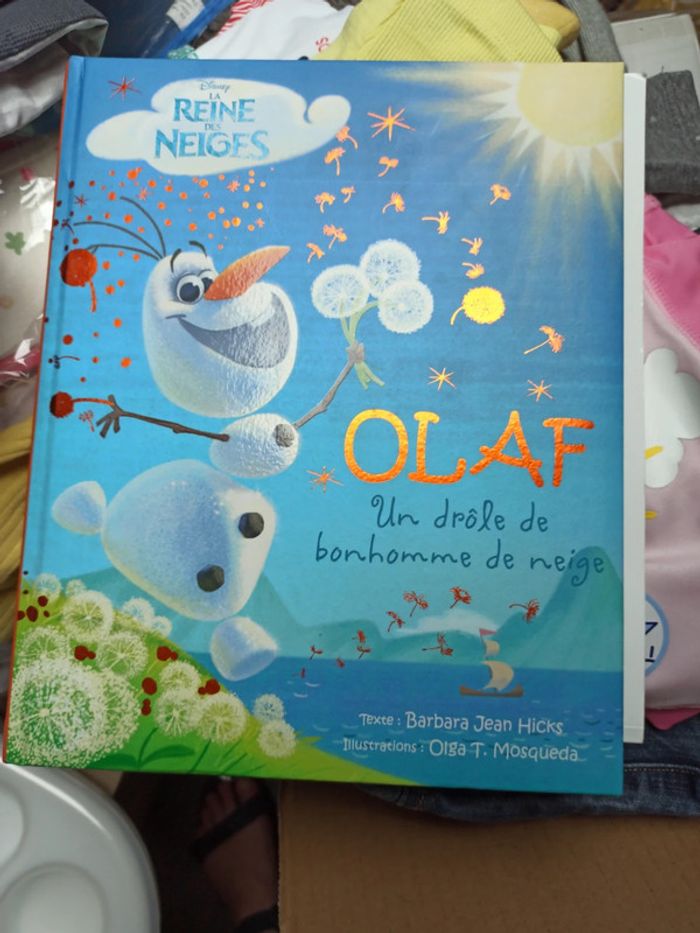 Disney
LA
REINE
DES
NEIGES
OLAF
Un drôle de
bonhomme de neige
Texte : Barbara Jean Hicks
Illustrations : Olga T. Mosqueda